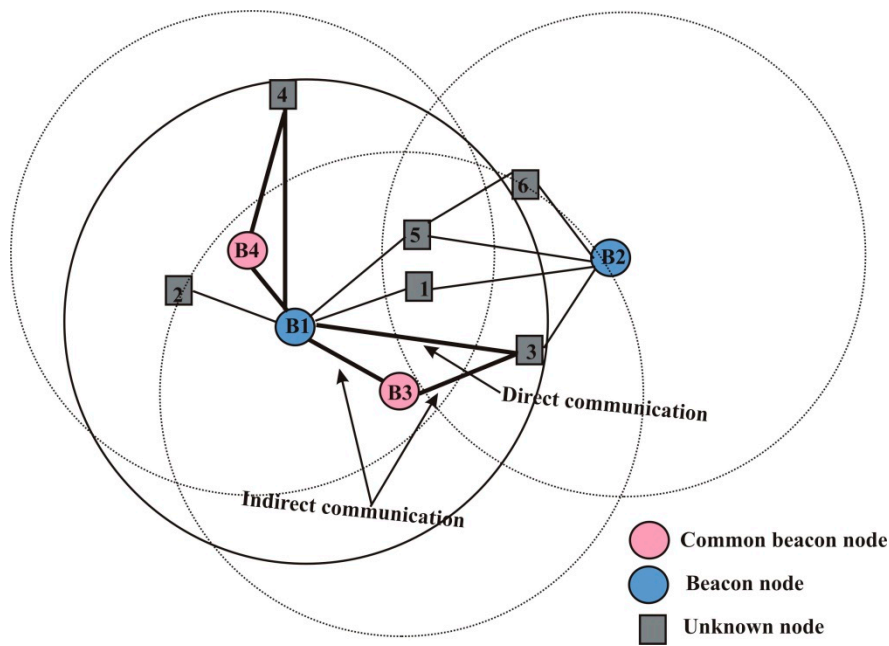 4
6
5
B4
B2
2
1
B1
3
B3
Direct communication
Indirect communication
Common beacon node
Beacon node
Unknown node